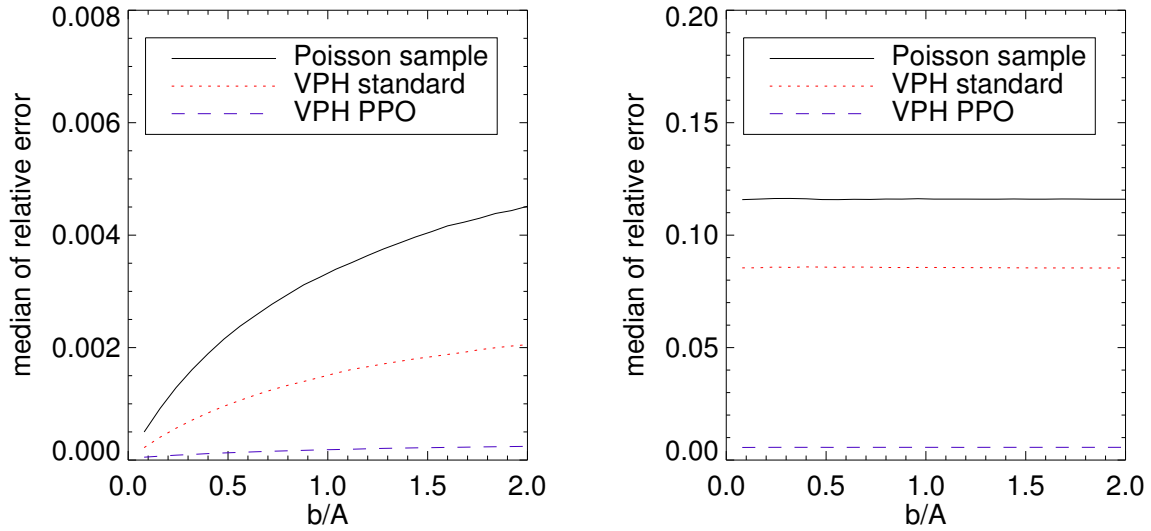 median of relative error
0.008
0.006
0.004
0.002
0.000
Poisson sample
VPH standard
VPH PPO
0.0 0.5 1.0 1.5 2.0
b/A
median of relative error
0.20
0.15
0.10
0.05
0.00
Poisson sample
VPH standard
VPH PPO
0.0 0.5 1.0 1.5 2.0
b/A